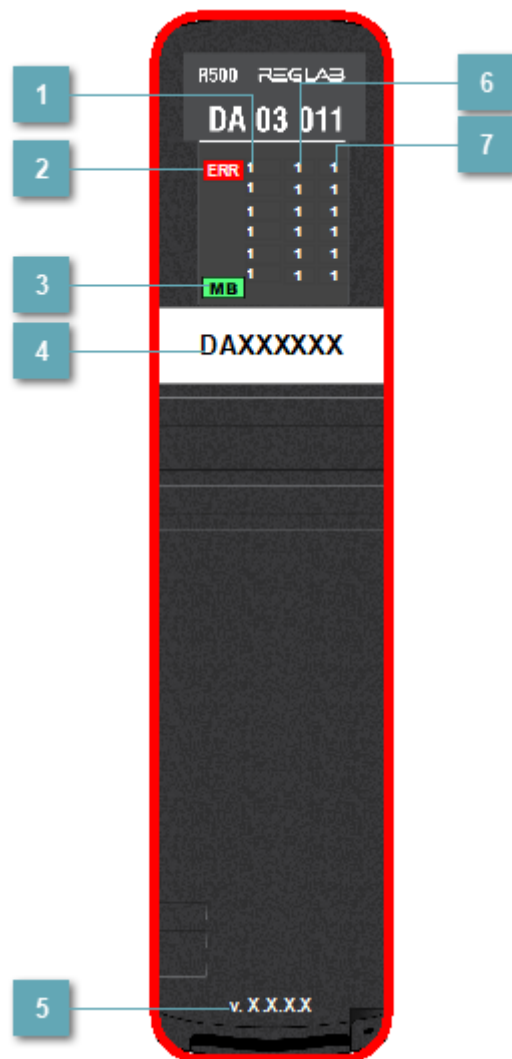 R500 REGLAB
DA 03 011
ERR 1 1 1
1 1 1
1 1 1
1 1 1
1 1 1
1 1 1
MB
DAXXXXXX
v. X.X.X.X
1
2
3
4
5
6
7